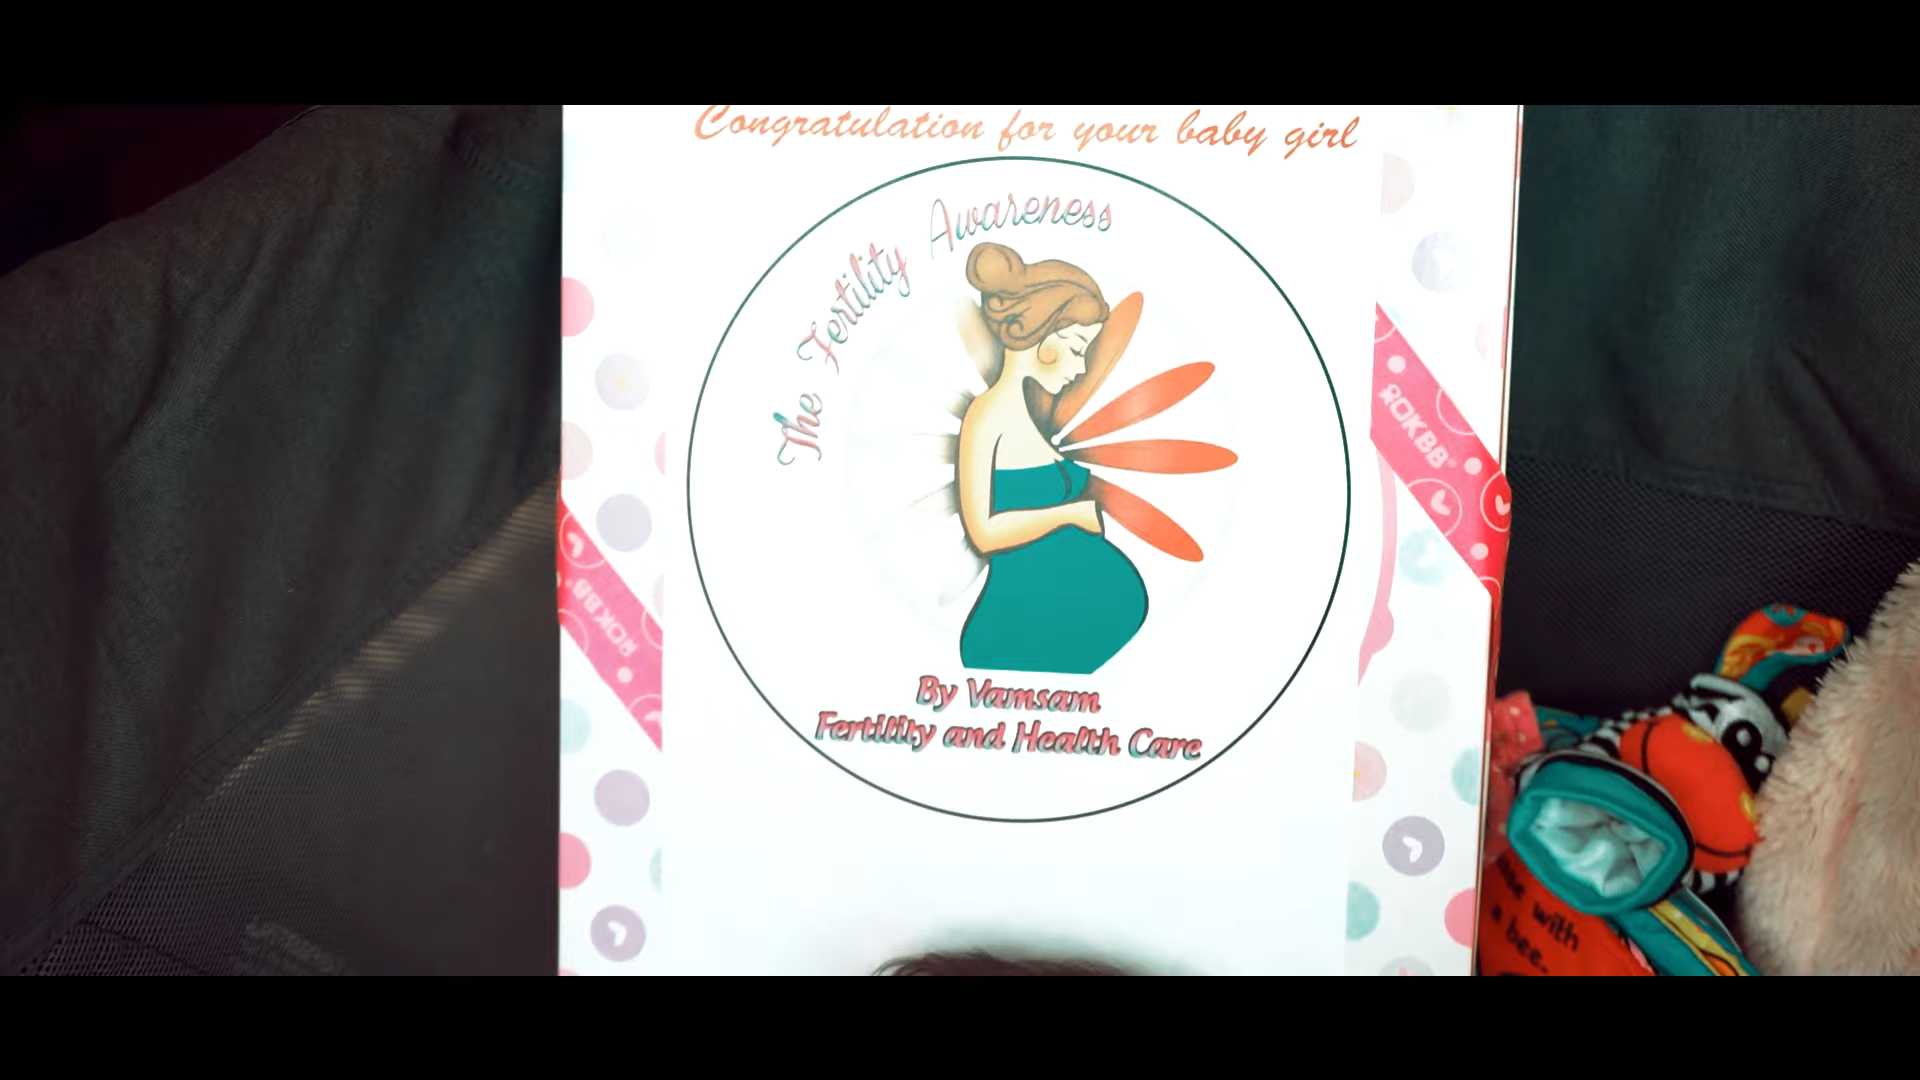 Congratulation for your baby girl
The Fertility Awareness
By Vamsam
Fertility and Health Care
ROKBB
ROKBB
with
a bee.